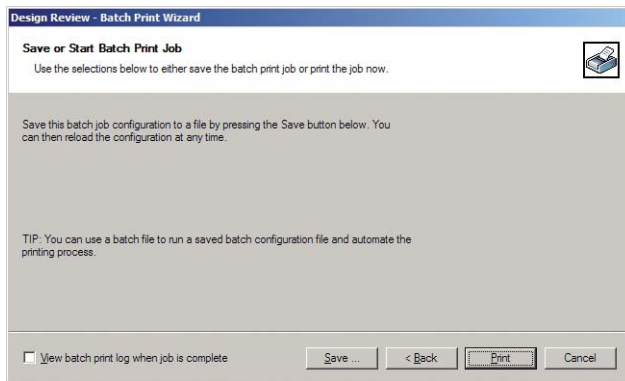 Design Review - Batch Print Wizard
Save or Start Batch Print Job
Use the selections below to either save the batch print job or print the job now.
Save this batch job configuration to a file by pressing the Save button below. You
can then reload the configuration at any time.
TIP: You can use a batch file to run a saved batch configuration file and automate the
printing process.
View batch print log when job is complete
Save ...
< Back
Print
Cancel